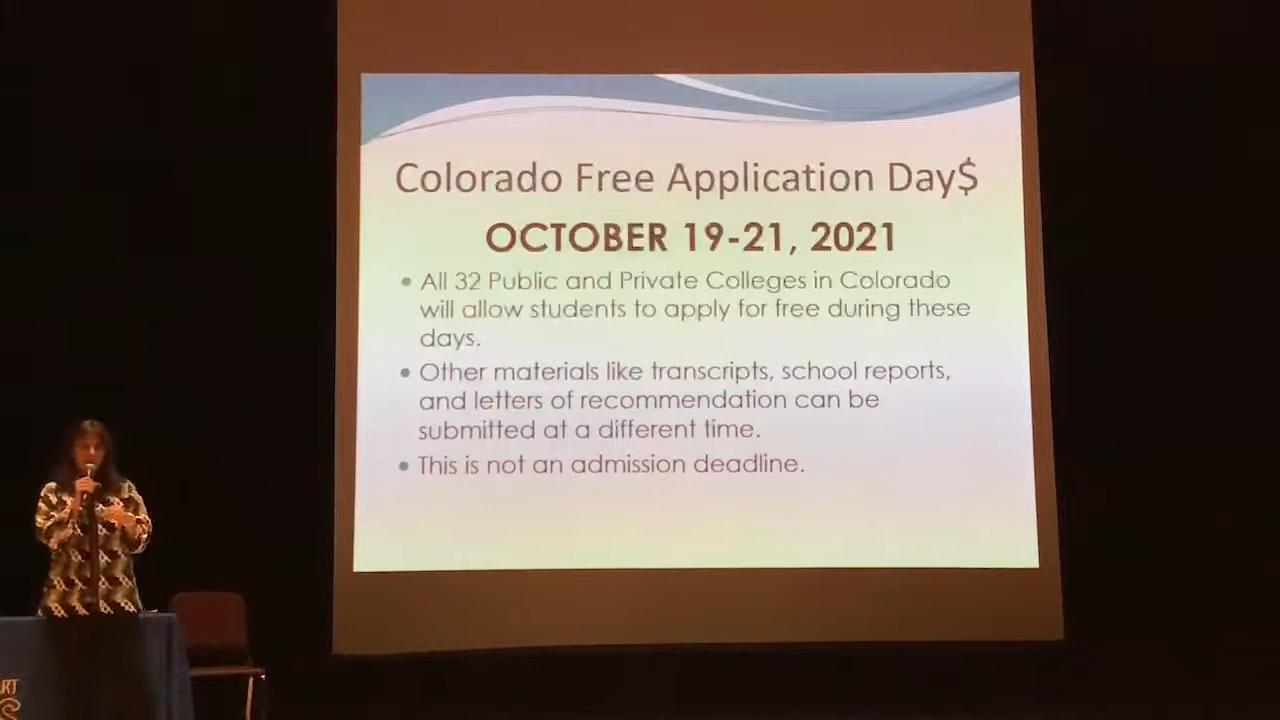 Colorado Free Application Day$
OCTOBER 19-21, 2021
• All 32 Public and Private Colleges in Colorado
will allow students to apply for free during these
days.
• Other materials like transcripts, school reports,
and letters of recommendation can be
submitted at a different time.
• This is not an admission deadline.